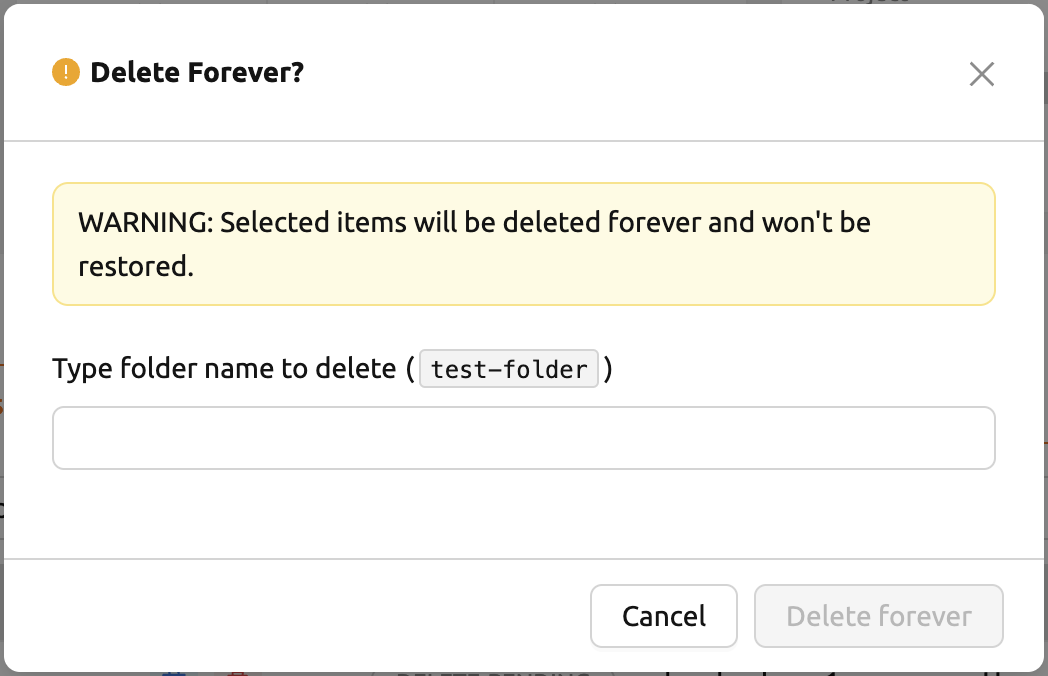 Delete Forever?
WARNING: Selected items will be deleted forever and won't be
restored.
Type folder name to delete ( test-folder )
Cancel
Delete forever